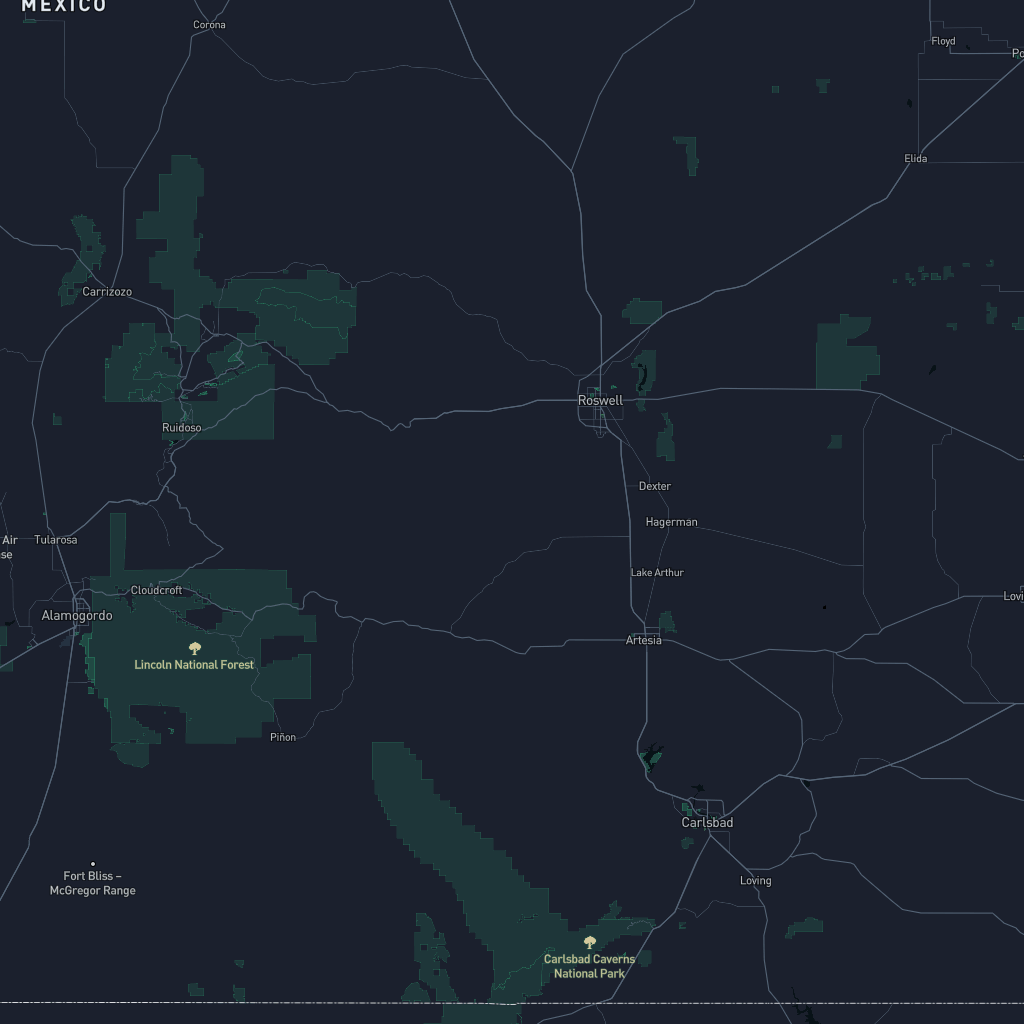 MEXICO
Corona
Floyd
Po
Elida
Carrizozo
Roswell
Ruidoso
Dexter
Hagerman
Air
se
Tularosa
Lake Arthur
Cloudcroft
Lovi
Alamogordo
Artesia
Lincoln National Forest
Piñon
Carlsbad
Fort Bliss –
McGregor Range
Loving
Carlsbad Caverns
National Park